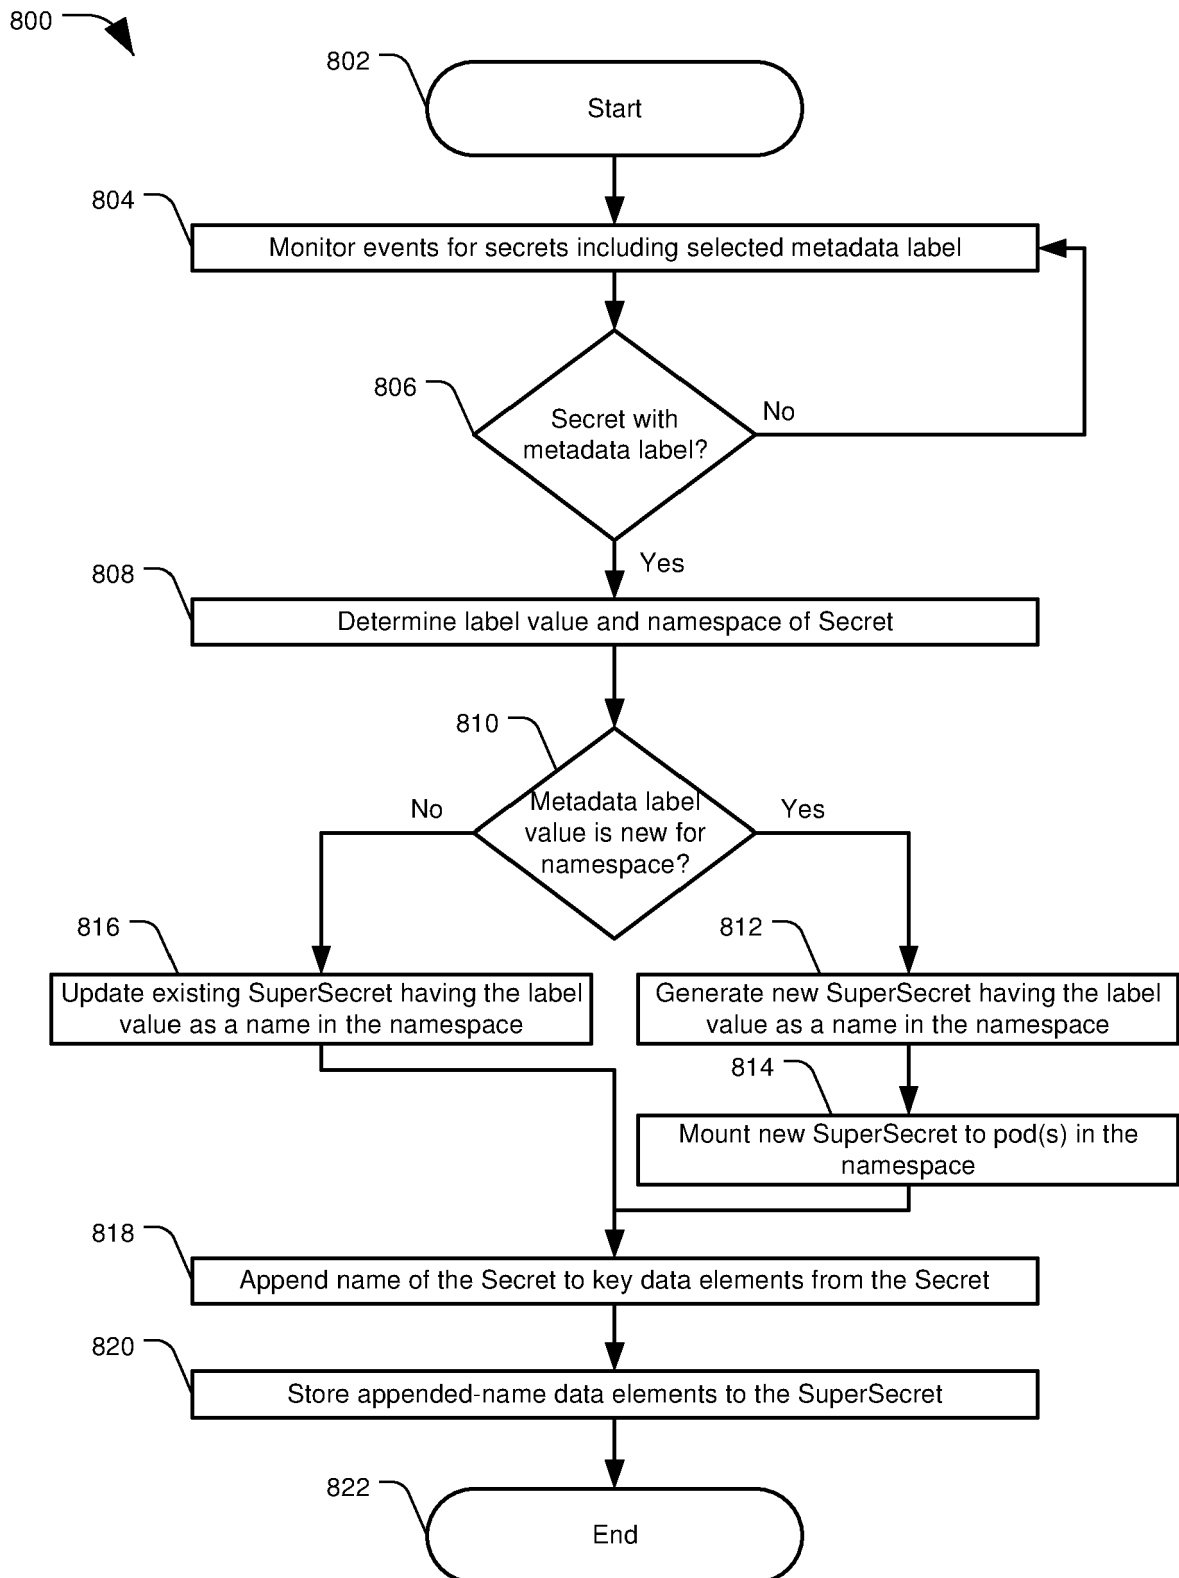 800
802
Start
804
Monitor events for secrets including selected metadata label
806
Secret with
metadata label?
No
Yes
808
Determine label value and namespace of Secret
810
Metadata label
value is new for
namespace?
No
Yes
816
Update existing SuperSecret having the label
value as a name in the namespace
812
Generate new SuperSecret having the label
value as a name in the namespace
814
Mount new SuperSecret to pod(s) in the
namespace
818
Append name of the Secret to key data elements from the Secret
820
Store appended-name data elements to the SuperSecret
822
End